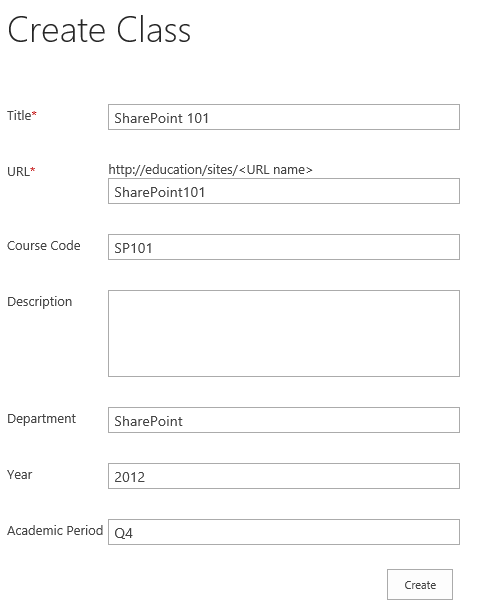 Create Class
Title*
SharePoint 101
http://education/sites/<URL name>
URL*
SharePoint101
Course Code
SP101
Description
Department
SharePoint
Year
2012
Academic Period
Q4
Create